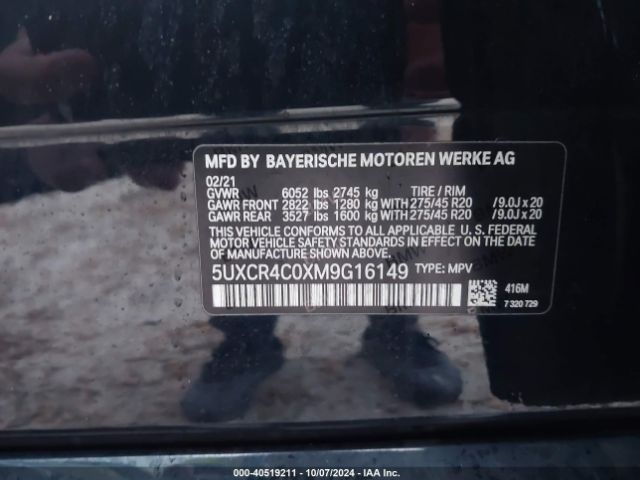 MFD BY BAYERISCHE MOTOREN WERKE AG
02/21
GVWR 6052 lbs 2745 kg TIRE / RIM
GAWR FRONT 2822 lbs 1280 kg WITH 275/45 R20 /9.0J x 20
GAWR REAR 3527 lbs 1600 kg WITH 275/45 R20 /9.0J x 20
THIS VEHICLE CONFORMS TO ALL APPLICABLE U. S. FEDERAL
MOTOR VEHICLE SAFETY STANDARDS IN EFFECT ON THE DATE OF
MANUFACTURE SHOWN ABOVE.
5UXCR4C0XM9G16149 TYPE: MPV
416M
7 320 729
000-40519211 - 10/07/2024 - IAA Inc.